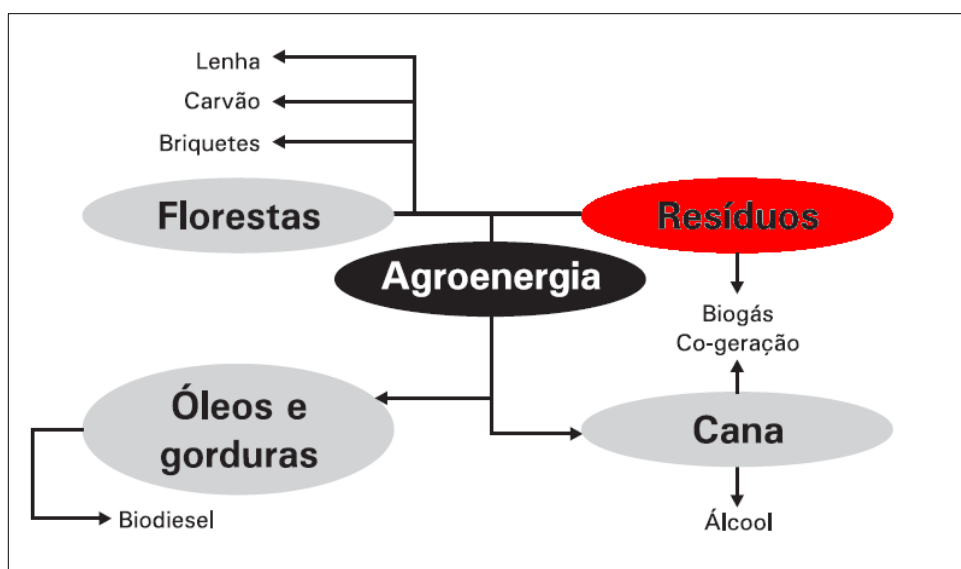 Lenha
Carvão
Briquetes
Florestas
Resíduos
Agroenergia
Biogás
Co-geração
Óleos e
gorduras
Cana
Biodiesel
Álcool